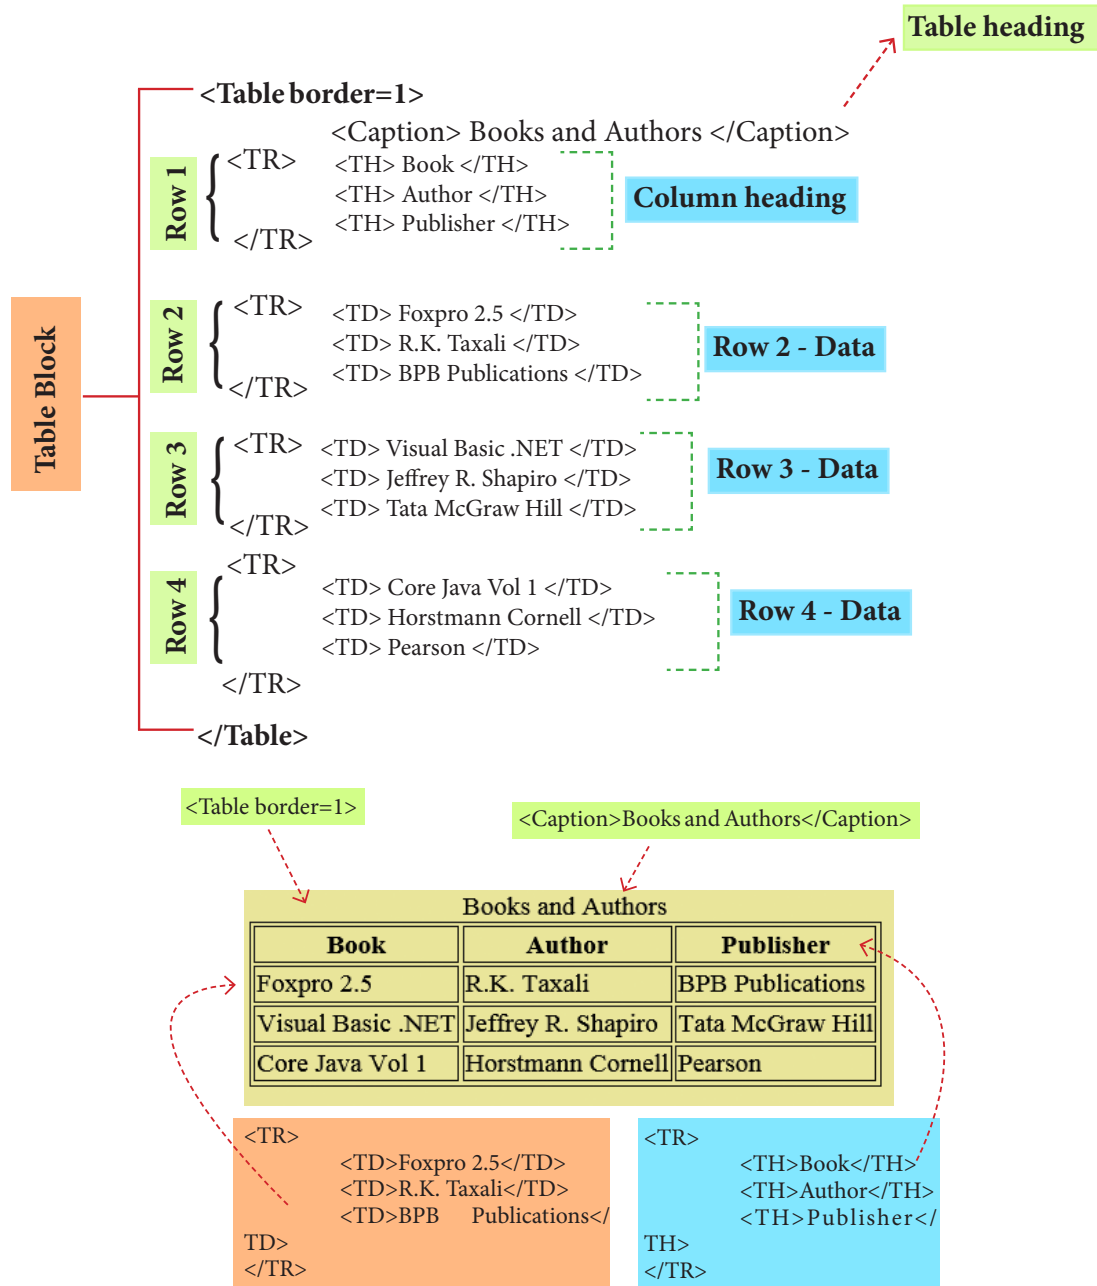 Table heading
<Table border=1>
<Caption> Books and Authors </Caption>
Row 1
<TR>
<TH> Book </TH>
<TH> Author </TH>
<TH> Publisher </TH>
</TR>
Column heading
Table Block
Row 2
<TR>
<TD> Foxpro 2.5 </TD>
<TD> R.K. Taxali </TD>
<TD> BPB Publications </TD>
</TR>
Row 2 - Data
Row 3
<TR>
<TD> Visual Basic .NET </TD>
<TD> Jeffrey R. Shapiro </TD>
<TD> Tata McGraw Hill </TD>
</TR>
Row 3 - Data
Row 4
<TR>
<TD> Core Java Vol 1 </TD>
<TD> Horstmann Cornell </TD>
<TD> Pearson </TD>
</TR>
Row 4 - Data
</Table>
<Table border=1>
<Caption>Books and Authors</Caption>
Books and Authors
Book Author Publisher
Foxpro 2.5 R.K. Taxali BPB Publications
Visual Basic .NET Jeffrey R. Shapiro Tata McGraw Hill
Core Java Vol 1 Horstmann Cornell Pearson
<TR>
<TD>Foxpro 2.5</TD>
<TD>R.K. Taxali</TD>
<TD>BPB Publications</
TD>
</TR>
<TR>
<TH>Book</TH>
<TH>Author</TH>
<TH>Publisher</
TH>
</TR>